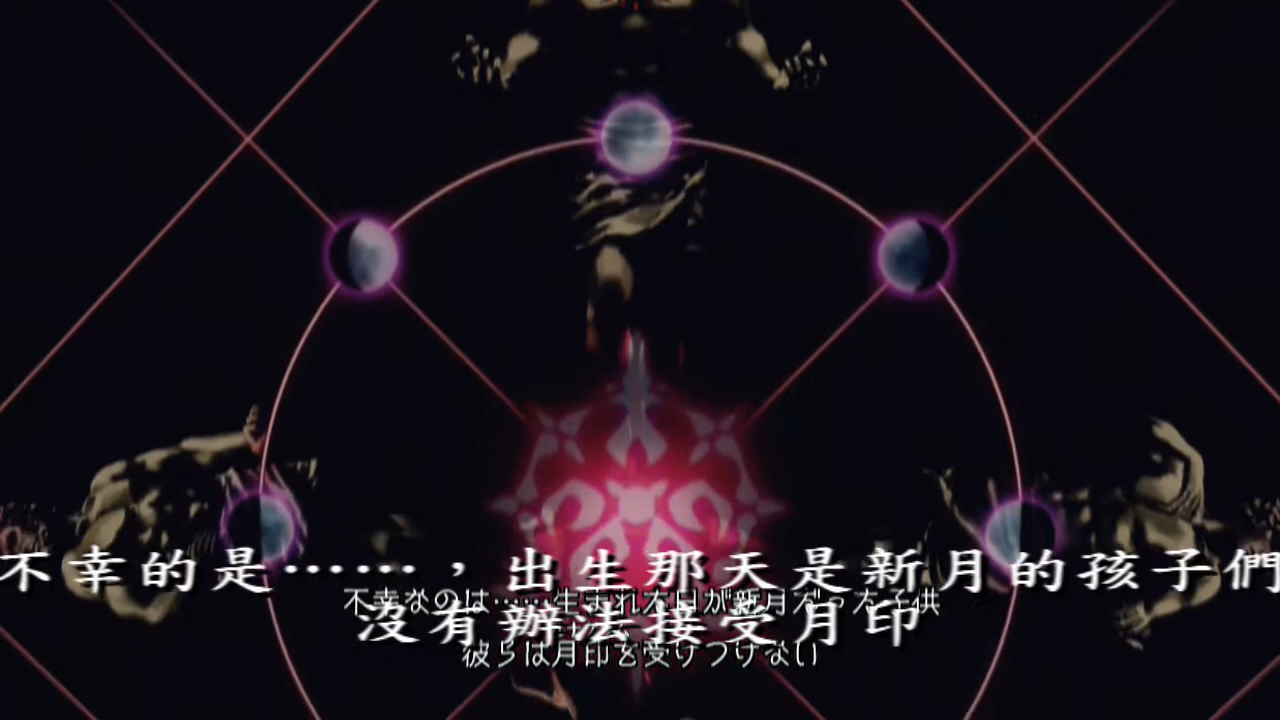 不幸的是⋯⋯，出生那天是新月的孩子們
不幸なのは⋯⋯生まれた日が新月だった子供
沒有辦法接受月印
彼らは月印を受けつけない